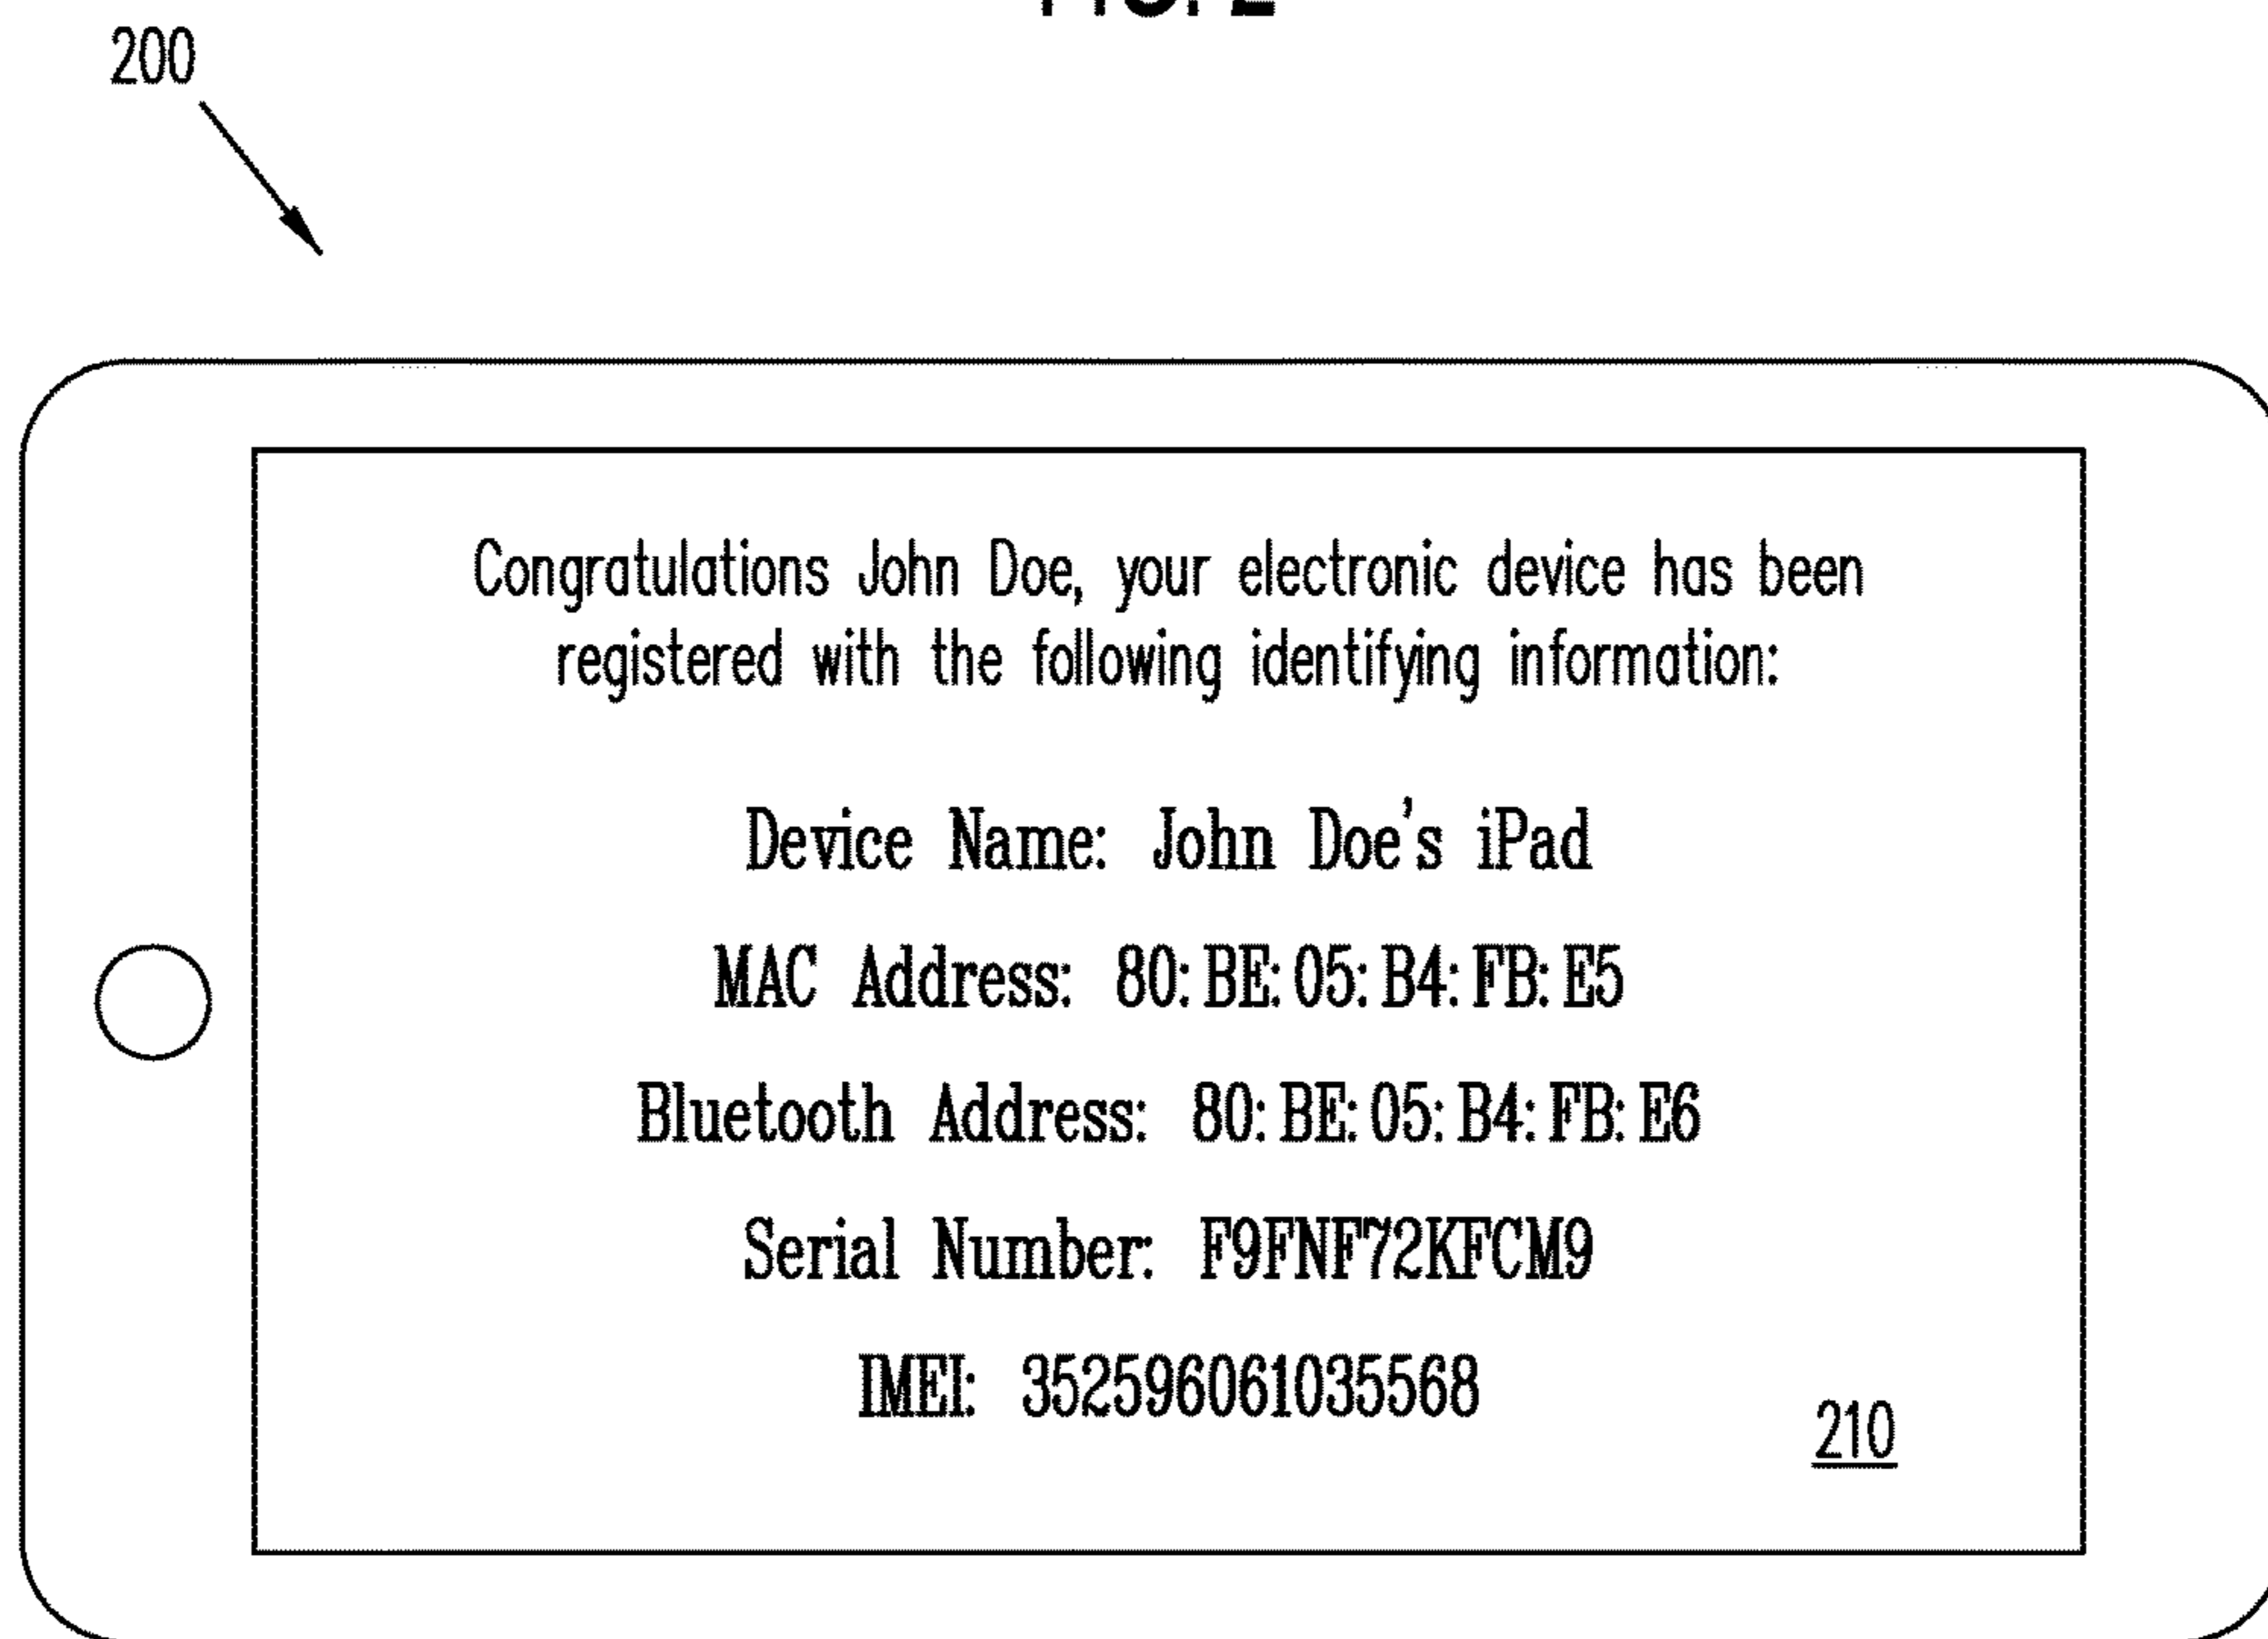 200
Congratulations John Doe, your electronic device has been
registered with the following identifying information:
Device Name: John Doe's iPad
MAC Address: 80:BE:05:B4:FB:E5
Bluetooth Address: 80:BE:05:B4:FB:E6
Serial Number: F9FNF72KFCM9
IMEI: 352596061035568
210